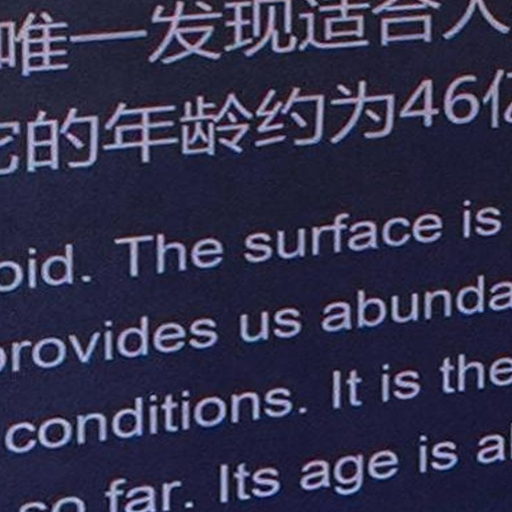 唯一发现适合人
它的年龄约为46亿
oid. The surface is
provides us abunda
conditions. It is the
so far. Its age is a